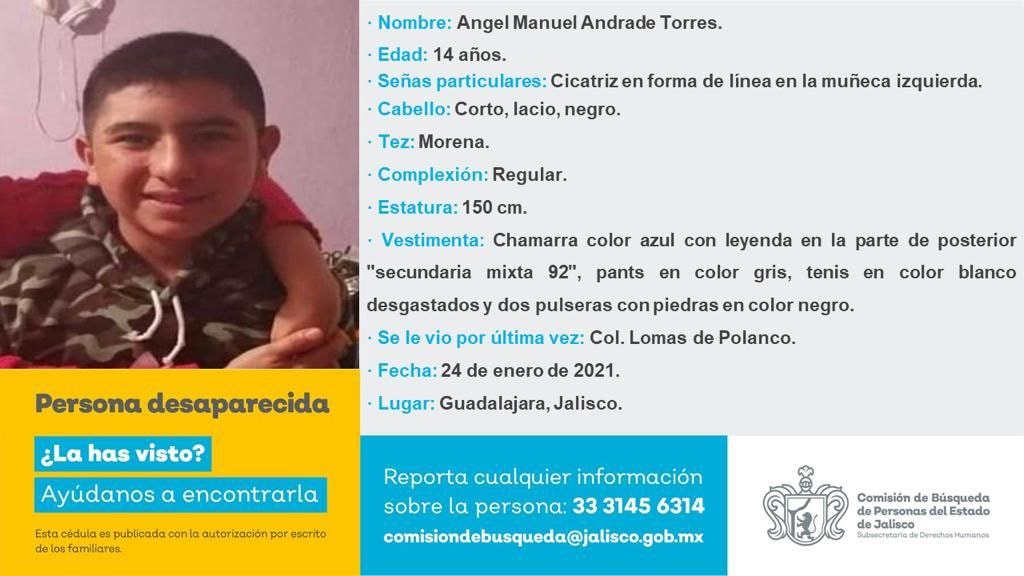 · Nombre: Angel Manuel Andrade Torres.
· Edad: 14 años.
· Señas particulares: Cicatriz en forma de línea en la muñeca izquierda.
· Cabello: Corto, lacio, negro.
· Tez: Morena.
· Complexión: Regular.
· Estatura: 150 cm.
· Vestimenta: Chamarra color azul con leyenda en la parte de posterior
"secundaria mixta 92", pants en color gris, tenis en color blanco
desgastados y dos pulseras con piedras en color negro.
· Se le vio por última vez: Col. Lomas de Polanco.
· Fecha: 24 de enero de 2021.
· Lugar: Guadalajara, Jalisco.
Persona desaparecida
¿La has visto?
Ayúdanos a encontrarla
Esta cédula es publicada con la autorización por escrito
de los familiares.
Reporta cualquier información
sobre la persona: 33 3145 6314
comisiondebusqueda@jalisco.gob.mx
Comisión de Búsqueda
de Personas del Estado
de Jalisco
Subsecretaría de Derechos Humanos